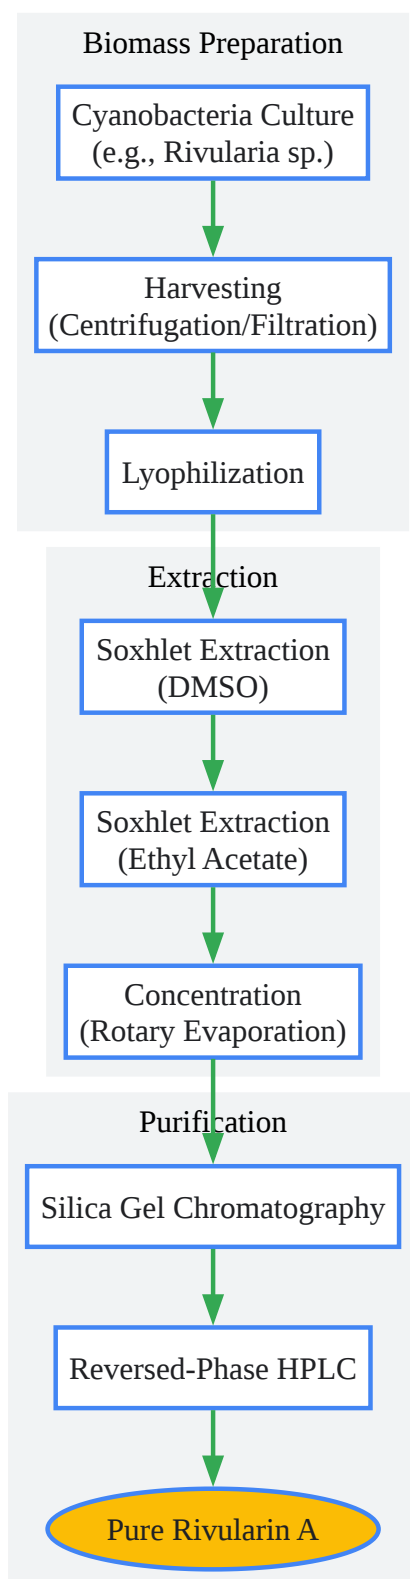 Biomass Preparation
Cyanobacteria Culture
(e.g., Rivularia sp.)
Harvesting
(Centrifugation/Filtration)
Lyophilization
Extraction
Soxhlet Extraction
(DMSO)
Soxhlet Extraction
(Ethyl Acetate)
Concentration
(Rotary Evaporation)
Purification
Silica Gel Chromatography
Reversed-Phase HPLC
Pure Rivularin A